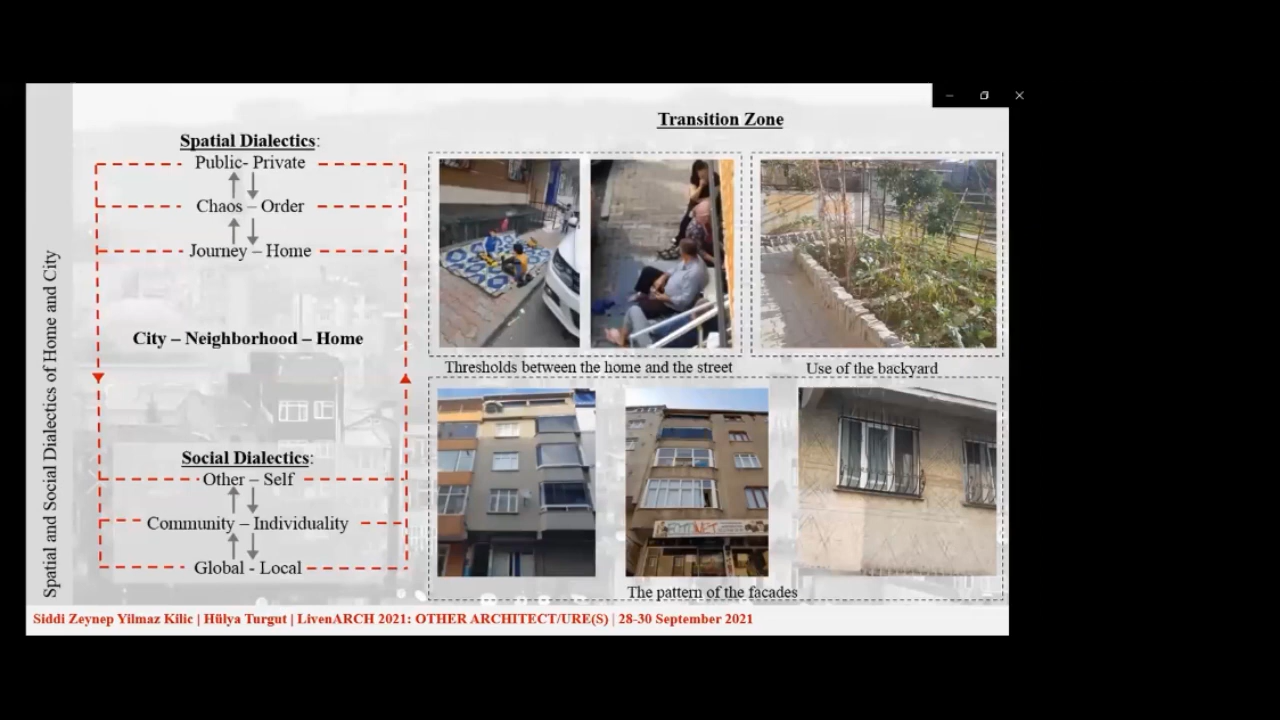 Transition Zone
Spatial Dialectics:
Public- Private
Chaos – Order
Journey – Home
City – Neighborhood – Home
Social Dialectics:
Other – Self
Community – Individuality
Global - Local
Spatial and Social Dialectics of Home and City
Thresholds between the home and the street
Use of the backyard
The pattern of the facades
Siddi Zeynep Yilmaz Kilic | Hülya Turgut | LivenARCH 2021: OTHER ARCHITECT/URE(S) | 28-30 September 2021